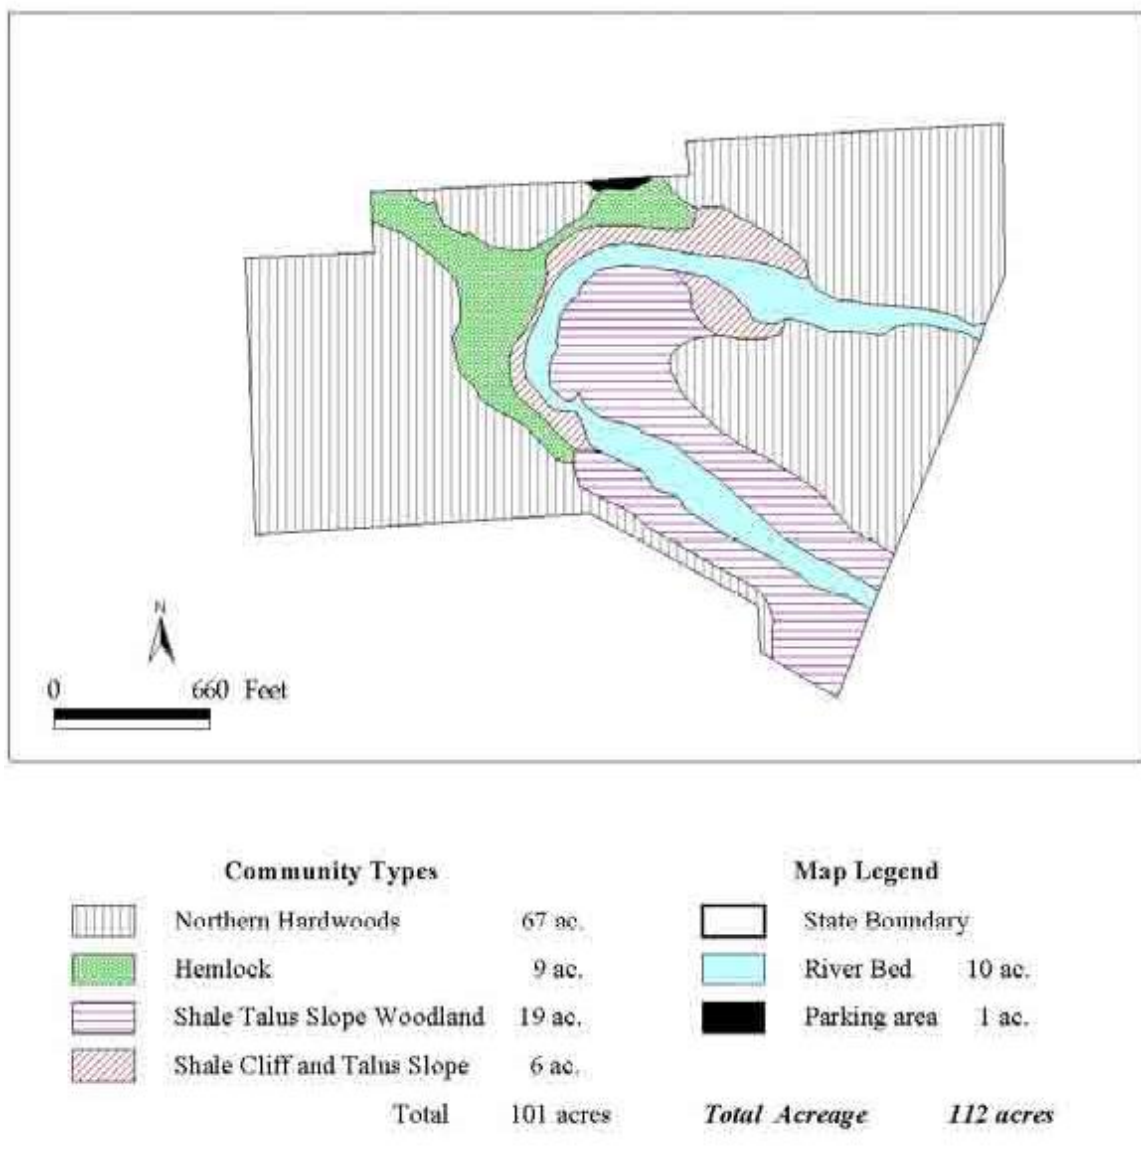 N
0 660 Feet
Community Types
Northern Hardwoods 67 ac.
Hemlock 9 ac.
Shale Talus Slope Woodland 19 ac.
Shale Cliff and Talus Slope 6 ac.
Total 101 acres
Map Legend
State Boundary
River Bed 10 ac.
Parking area 1 ac.
Total Acreage 112 acres